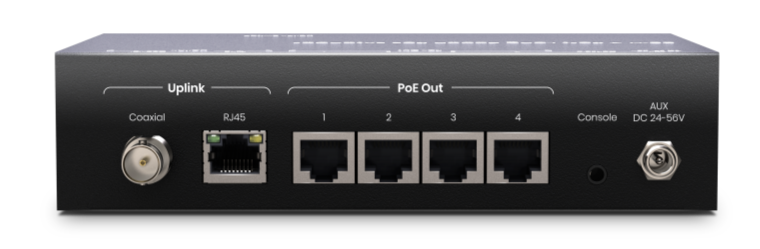 Uplink
PoE Out
Coaxial
RJ45
1
2
3
4
Console
AUX
DC 24-56V